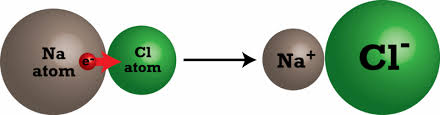 Na
atom
e-
Cl
atom
Na+
Cl-